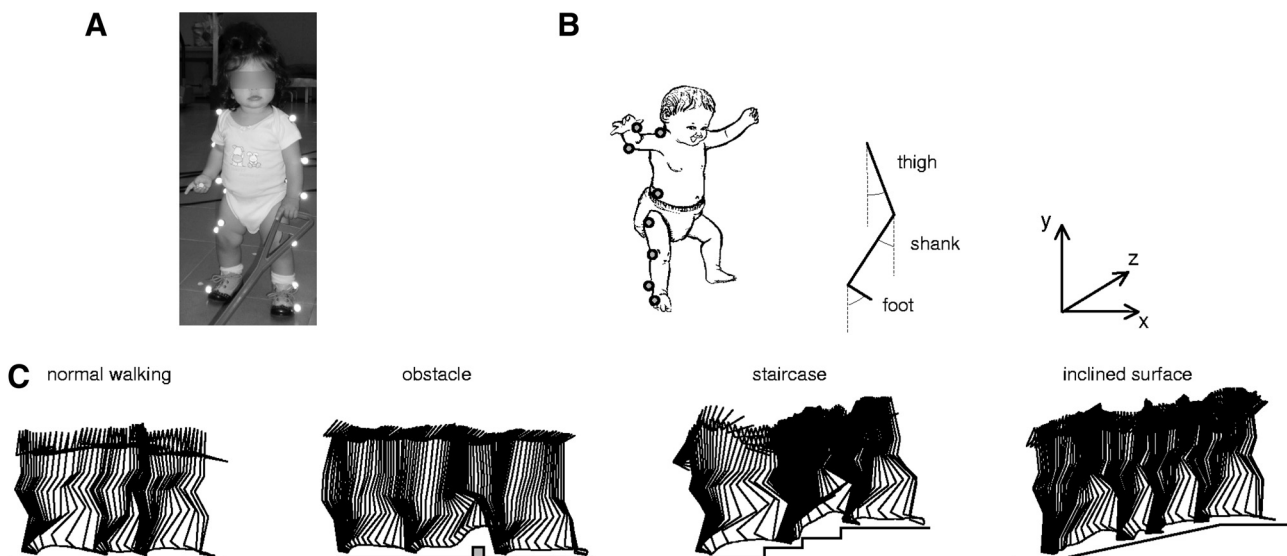 A
B
thigh
shank
foot
y
z
x
C
normal walking
obstacle
staircase
inclined surface